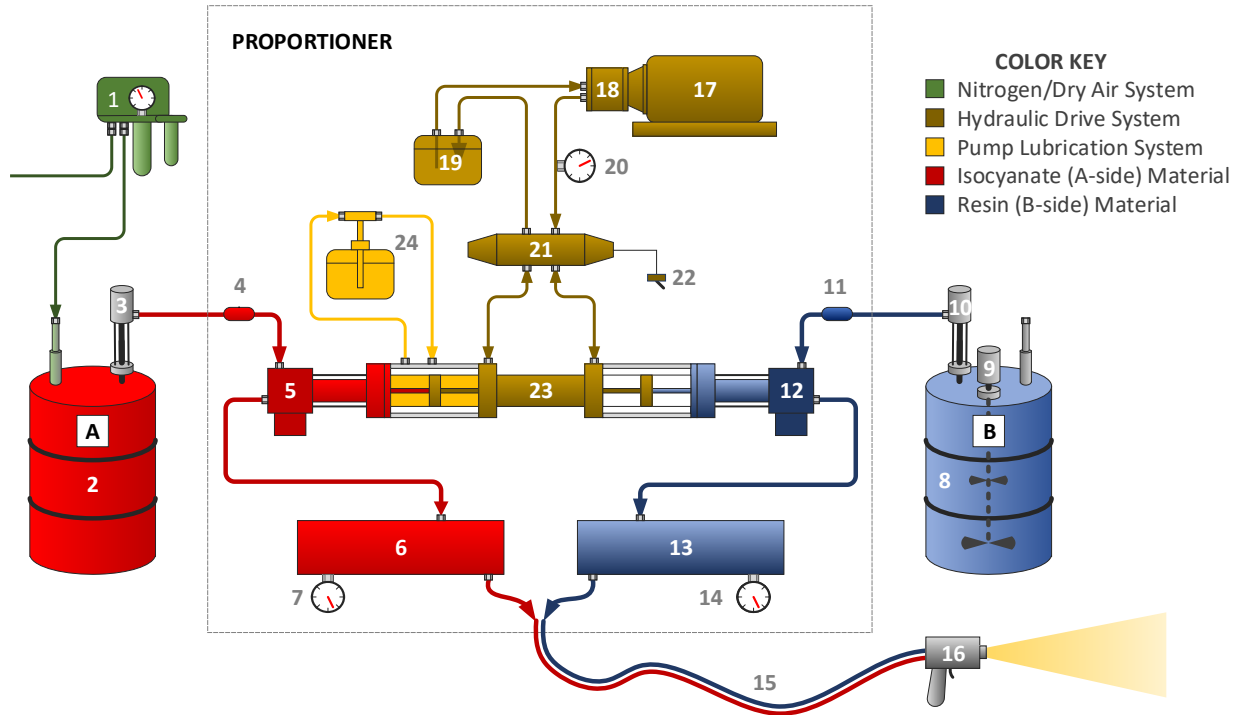 PROPORTIONER
COLOR KEY
Nitrogen/Dry Air System
Hydraulic Drive System
Pump Lubrication System
Isocyanate (A-side) Material
Resin (B-side) Material
1
18
17
19
20
24
21
22
3
4
11
10
9
5
23
12
A
B
2
8
6
13
7
14
16
15